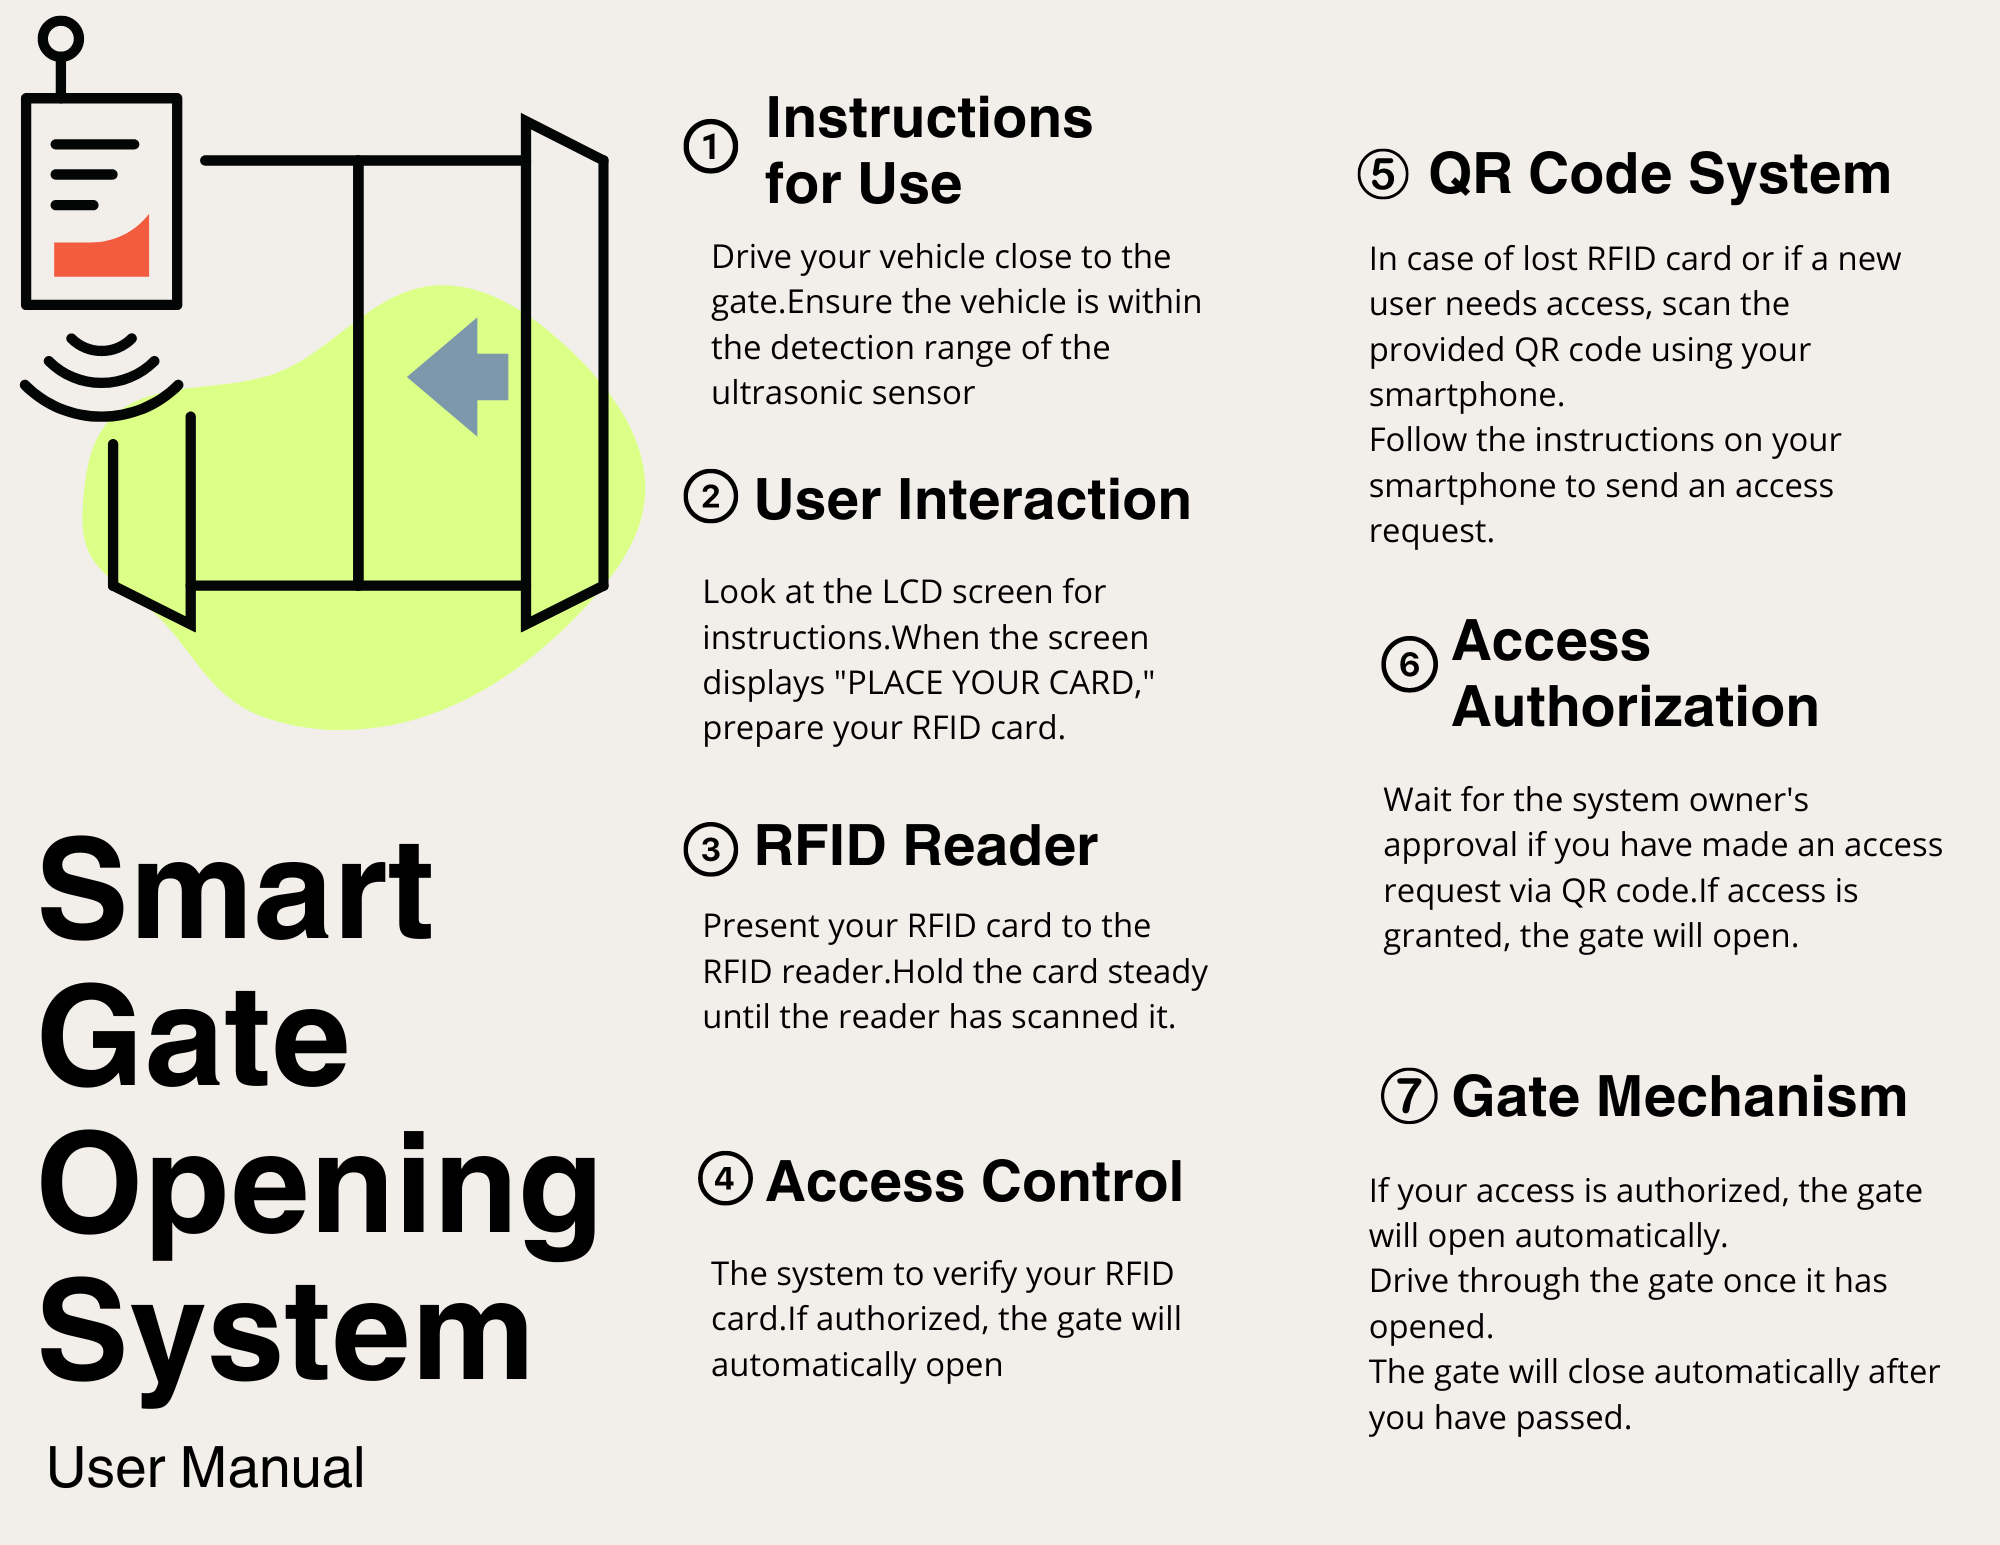 Smart
Gate
Opening
System
User Manual
1
Instructions
for Use
Drive your vehicle close to the
gate.Ensure the vehicle is within
the detection range of the
ultrasonic sensor
2 User Interaction
Look at the LCD screen for
instructions.When the screen
displays "PLACE YOUR CARD,"
prepare your RFID card.
3 RFID Reader
Present your RFID card to the
RFID reader.Hold the card steady
until the reader has scanned it.
4 Access Control
The system to verify your RFID
card.If authorized, the gate will
automatically open
5 QR Code System
In case of lost RFID card or if a new
user needs access, scan the
provided QR code using your
smartphone.
Follow the instructions on your
smartphone to send an access
request.
6
Access
Authorization
Wait for the system owner's
approval if you have made an access
request via QR code.If access is
granted, the gate will open.
7 Gate Mechanism
If your access is authorized, the gate
will open automatically.
Drive through the gate once it has
opened.
The gate will close automatically after
you have passed.